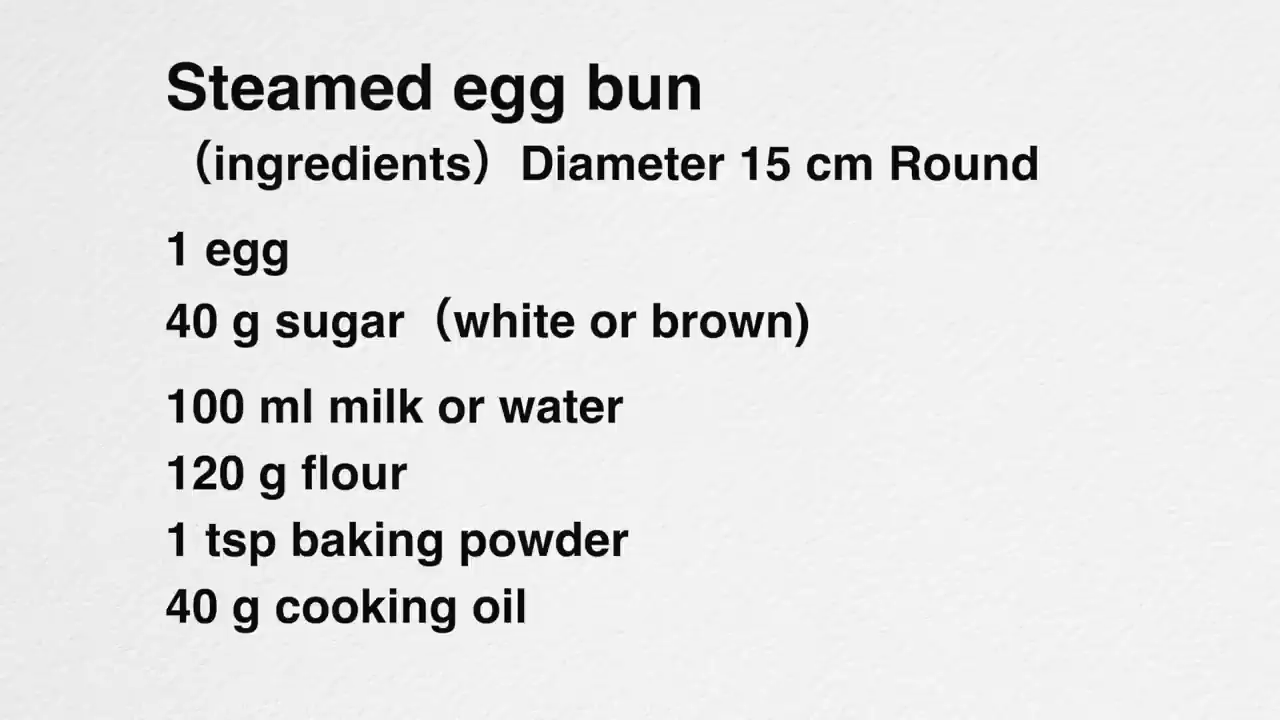 Steamed egg bun
（ingredients）Diameter 15 cm Round
1 egg
40 g sugar（white or brown)
100 ml milk or water
120 g flour
1 tsp baking powder
40 g cooking oil